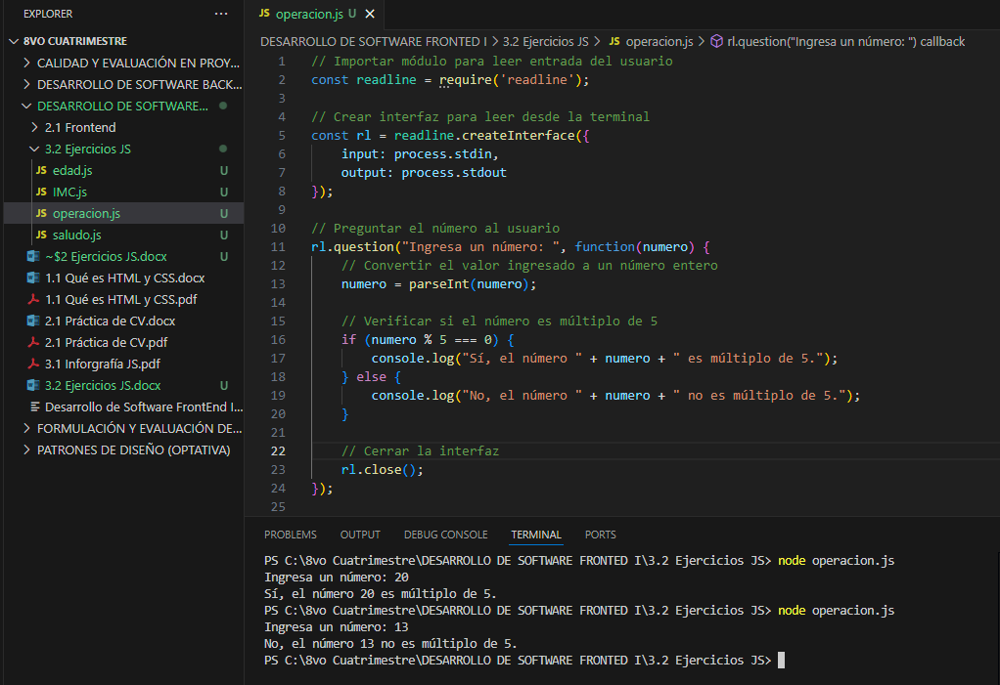 EXPLORER ...
8VO CUATRIMESTRE
CALIDAD Y EVALUACIÓN EN PROY...
DESARROLLO DE SOFTWARE BACK...
DESARROLLO DE SOFTWARE...
2.1 Frontend
3.2 Ejercicios JS
JS edad.js U
JS IMC.js U
JS operacion.js U
JS saludo.js U
~$2 Ejercicios JS.docx U
1.1 Qué es HTML y CSS.docx
1.1 Qué es HTML y CSS.pdf
2.1 Práctica de CV.docx
2.1 Práctica de CV.pdf
3.1 Inforgrafía JS.pdf
3.2 Ejercicios JS.docx U
Desarrollo de Software FrontEnd I...
FORMULACIÓN Y EVALUACIÓN DE...
PATRONES DE DISEÑO (OPTATIVA)
JS operacion.js U
DESARROLLO DE SOFTWARE FRONTED I > 3.2 Ejercicios JS > JS operacion.js > rl.question("Ingresa un número: ") callback
1 // Importar módulo para leer entrada del usuario
2 const readline = require('readline');
3
4 // Crear interfaz para leer desde la terminal
5 const rl = readline.createInterface({
6 input: process.stdin,
7 output: process.stdout
8 });
9
10 // Preguntar el número al usuario
11 rl.question("Ingresa un número: ", function(numero) {
12 // Convertir el valor ingresado a un número entero
13 numero = parseInt(numero);
14
15 // Verificar si el número es múltiplo de 5
16 if (numero % 5 === 0) {
17 console.log("Sí, el número " + numero + " es múltiplo de 5.");
18 } else {
19 console.log("No, el número " + numero + " no es múltiplo de 5.");
20 }
21
22 // Cerrar la interfaz
23 rl.close();
24 });
25
PROBLEMS OUTPUT DEBUG CONSOLE TERMINAL PORTS
PS C:\8vo Cuatrimestre\DESARROLLO DE SOFTWARE FRONTED I\3.2 Ejercicios JS> node operacion.js
Ingresa un número: 20
Sí, el número 20 es múltiplo de 5.
PS C:\8vo Cuatrimestre\DESARROLLO DE SOFTWARE FRONTED I\3.2 Ejercicios JS> node operacion.js
Ingresa un número: 13
No, el número 13 no es múltiplo de 5.
PS C:\8vo Cuatrimestre\DESARROLLO DE SOFTWARE FRONTED I\3.2 Ejercicios JS>